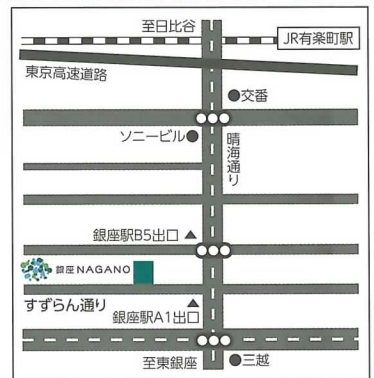 至日比谷
JR有楽町駅
東京高速道路
●交番
ソニービル●
晴海通り
銀座駅B5出口▲
銀座NAGANO
すずらん通り
▲
銀座駅A1出口
至東銀座
●三越